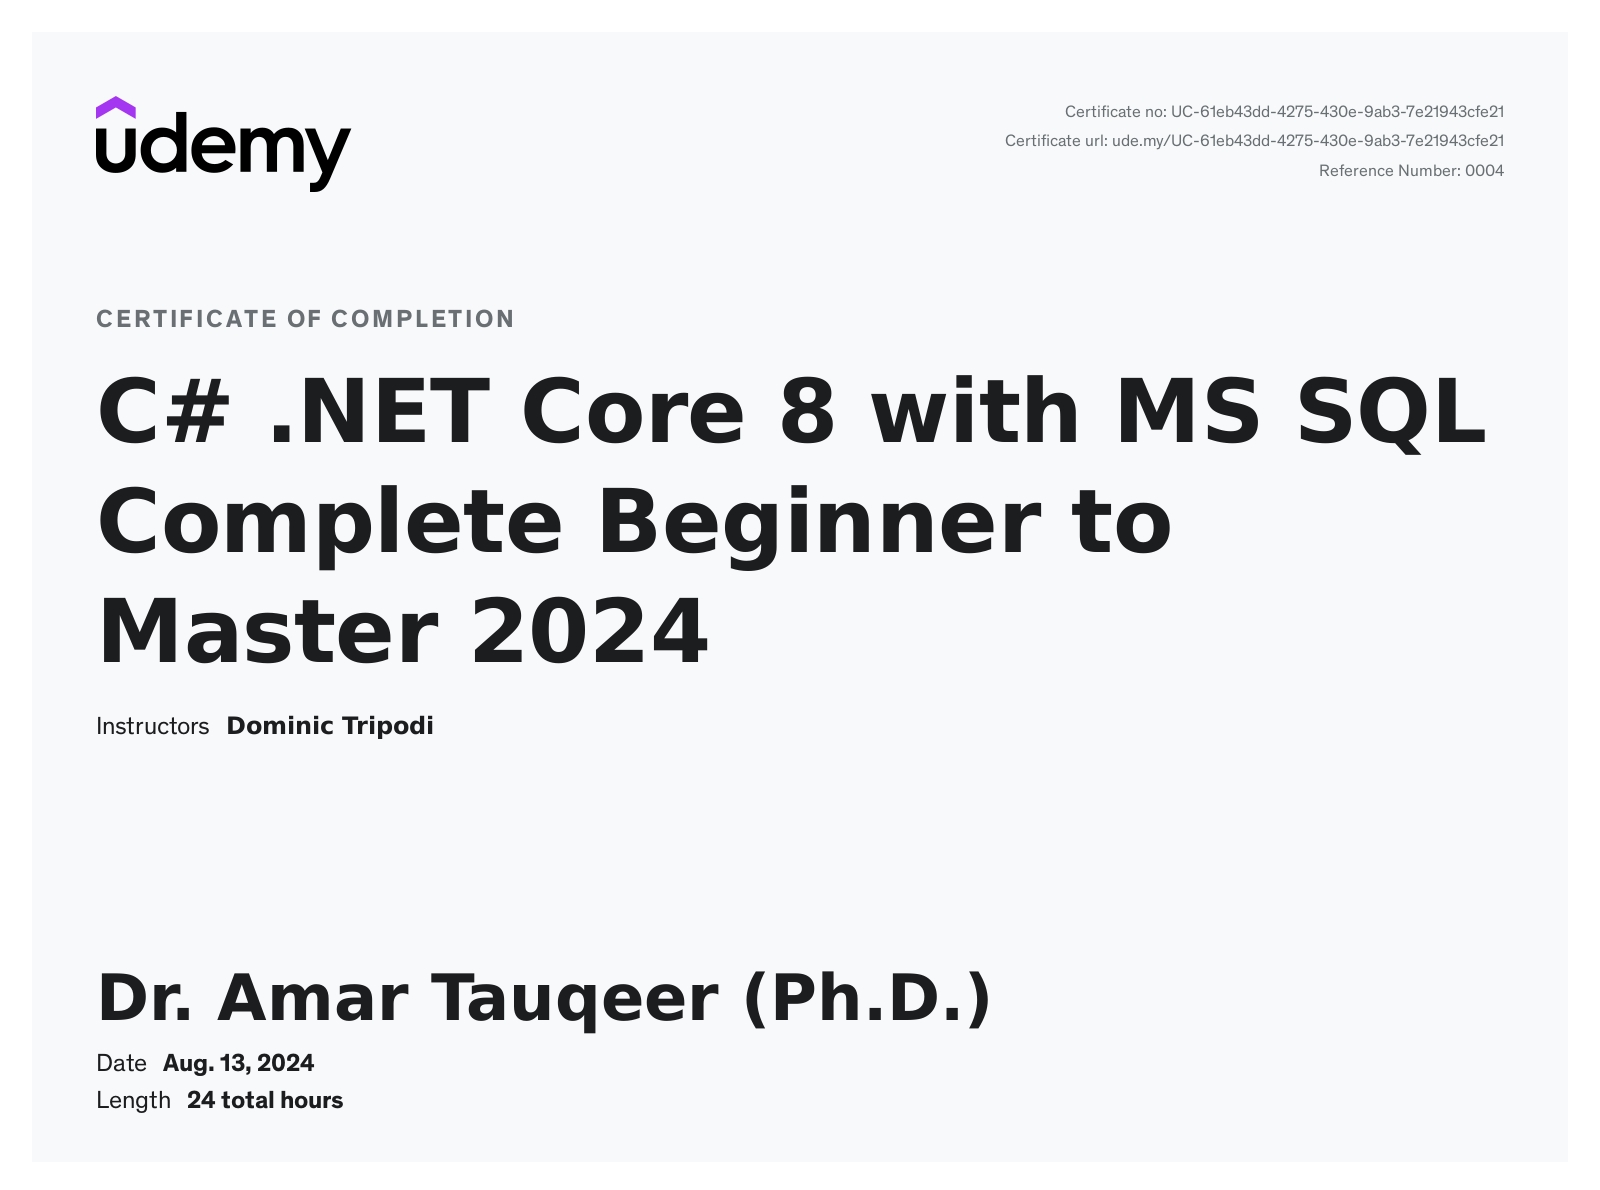 udemy
Certificate no: UC-61eb43dd-4275-430e-9ab3-7e21943cfe21
Certificate url: ude.my/UC-61eb43dd-4275-430e-9ab3-7e21943cfe21
Reference Number: 0004
CERTIFICATE OF COMPLETION
C# .NET Core 8 with MS SQL
Complete Beginner to
Master 2024
Instructors Dominic Tripodi
Dr. Amar Tauqeer (Ph.D.)
Date Aug. 13, 2024
Length 24 total hours